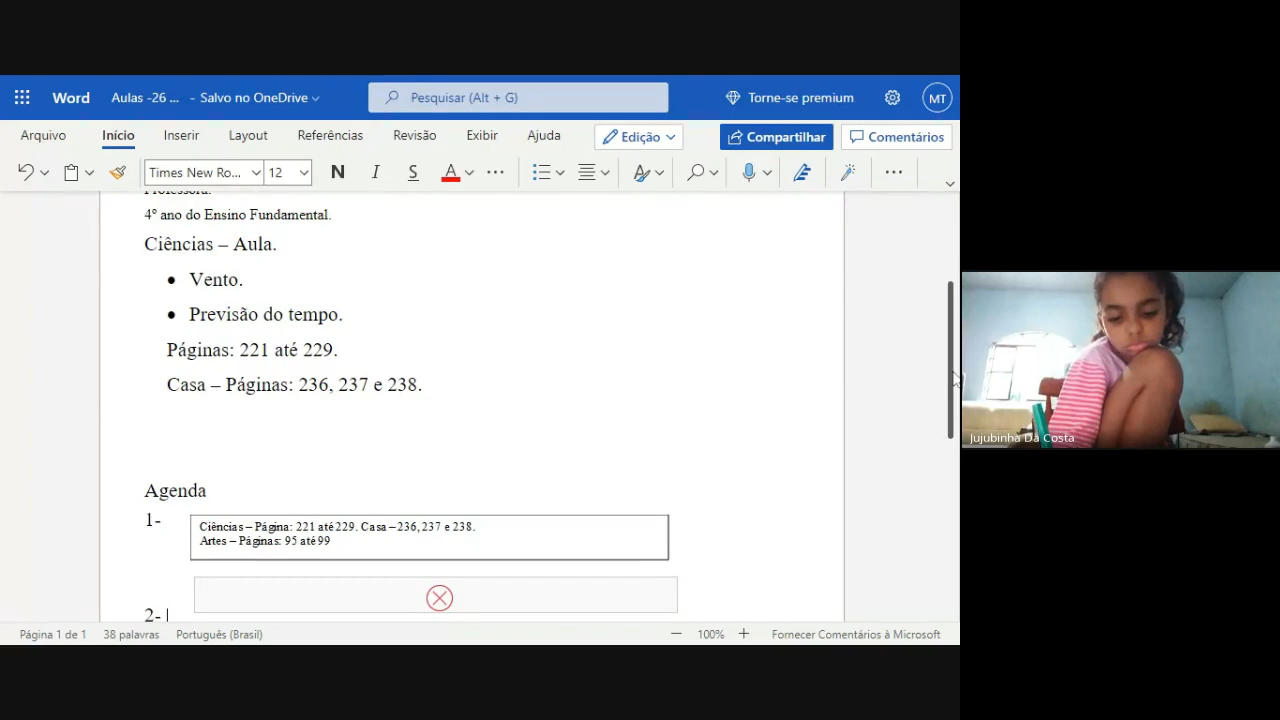 Word
Aulas -26 ... - Salvo no OneDrive
Pesquisar (Alt + G)
Torne-se premium
MT
Arquivo
Início
Inserir
Layout
Referências
Revisão
Exibir
Ajuda
Edição
Compartilhar
Comentários
Times New Ro...
12
N
I
S
A
Professora:
4º ano do Ensino Fundamental.
Ciências – Aula.
• Vento.
• Previsão do tempo.
Páginas: 221 até 229.
Casa – Páginas: 236, 237 e 238.
Agenda
1-
Ciências – Página: 221 até 229. Casa – 236, 237 e 238.
Artes – Páginas: 95 até 99
2-
Página 1 de 1
38 palavras
Português (Brasil)
100%
Fornecer Comentários à Microsoft
Jujubinha Da Costa